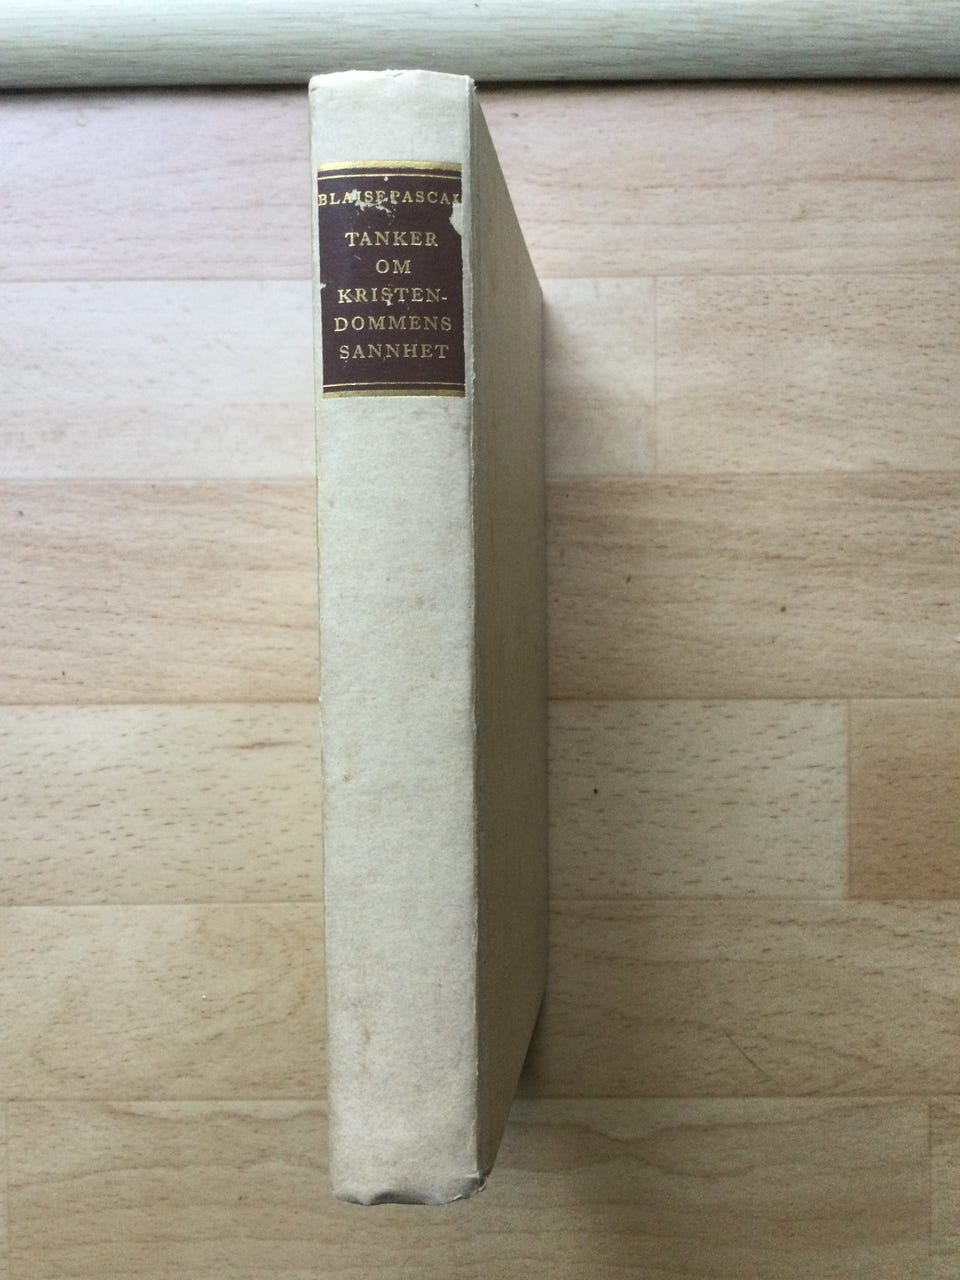 BLAISE PASCAL
TANKER
OM
KRISTEN-
DOMMENS
SANNHET